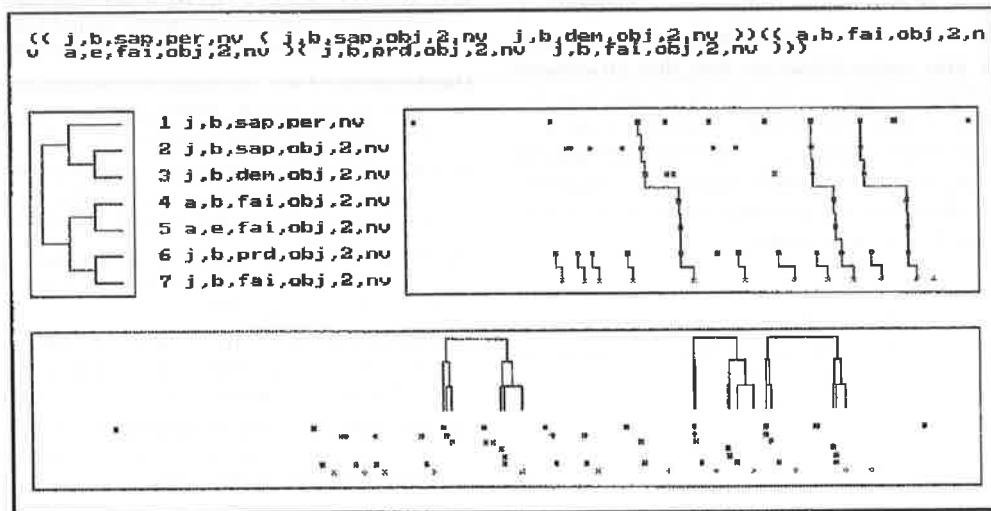 (( j,b,sap,per,nv ( j,b,sap,obj,2,nv  j,b,dem,obj,2,nv ))(( a,b,fai,obj,2,n
v  a,e,fai,obj,2,nv )( j,b,prd,obj,2,nv  j,b,fai,obj,2,nv )))
1 j,b,sap,per,nv
2 j,b,sap,obj,2,nv
3 j,b,dem,obj,2,nv
4 a,b,fai,obj,2,nv
5 a,e,fai,obj,2,nv
6 j,b,prd,obj,2,nv
7 j,b,fai,obj,2,nv